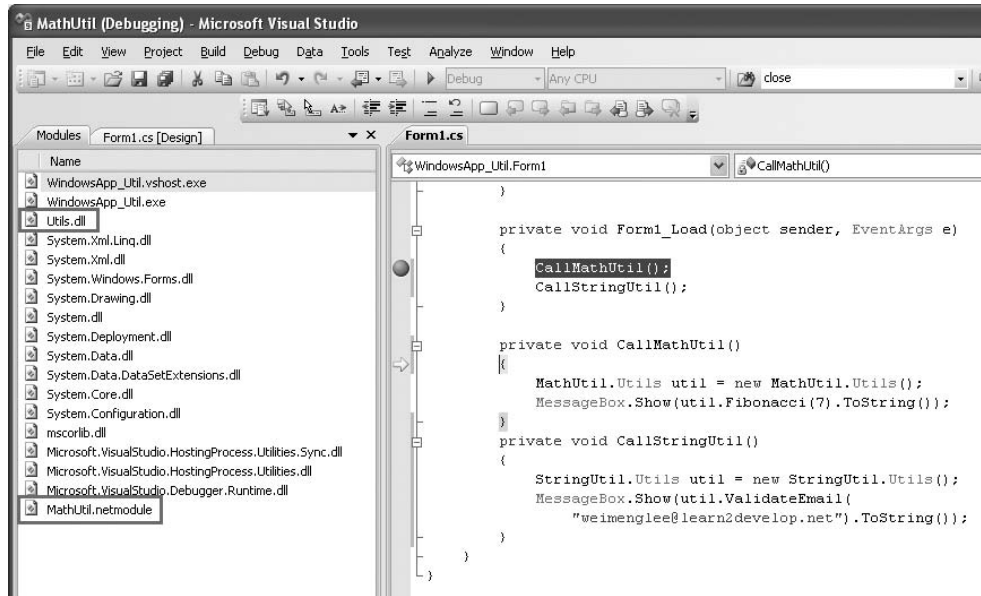 MathUtil (Debugging) - Microsoft Visual Studio
File Edit View Project Build Debug Data Tools Test Analyze Window Help
Debug Any CPU close
Modules Form1.cs [Design] Form1.cs
Name
WindowsApp_Util.vshost.exe
WindowsApp_Util.exe
Utils.dll
System.Xml.Linq.dll
System.Xml.dll
System.Windows.Forms.dll
System.Drawing.dll
System.dll
System.Deployment.dll
System.Data.dll
System.Data.DataSetExtensions.dll
System.Core.dll
System.Configuration.dll
mscorlib.dll
Microsoft.VisualStudio.HostingProcess.Utilities.Sync.dll
Microsoft.VisualStudio.HostingProcess.Utilities.dll
Microsoft.VisualStudio.Debugger.Runtime.dll
MathUtil.netmodule
WindowsApp_Util.Form1 CallMathUtil()
}
private void Form1_Load(object sender, EventArgs e)
{
CallMathUtil();
CallStringUtil();
}
private void CallMathUtil()
{
MathUtil.Utils util = new MathUtil.Utils();
MessageBox.Show(util.Fibonacci(7).ToString());
}
private void CallStringUtil()
{
StringUtil.Utils util = new StringUtil.Utils();
MessageBox.Show(util.ValidateEmail(
"weimenglee@learn2develop.net").ToString());
}
}
}